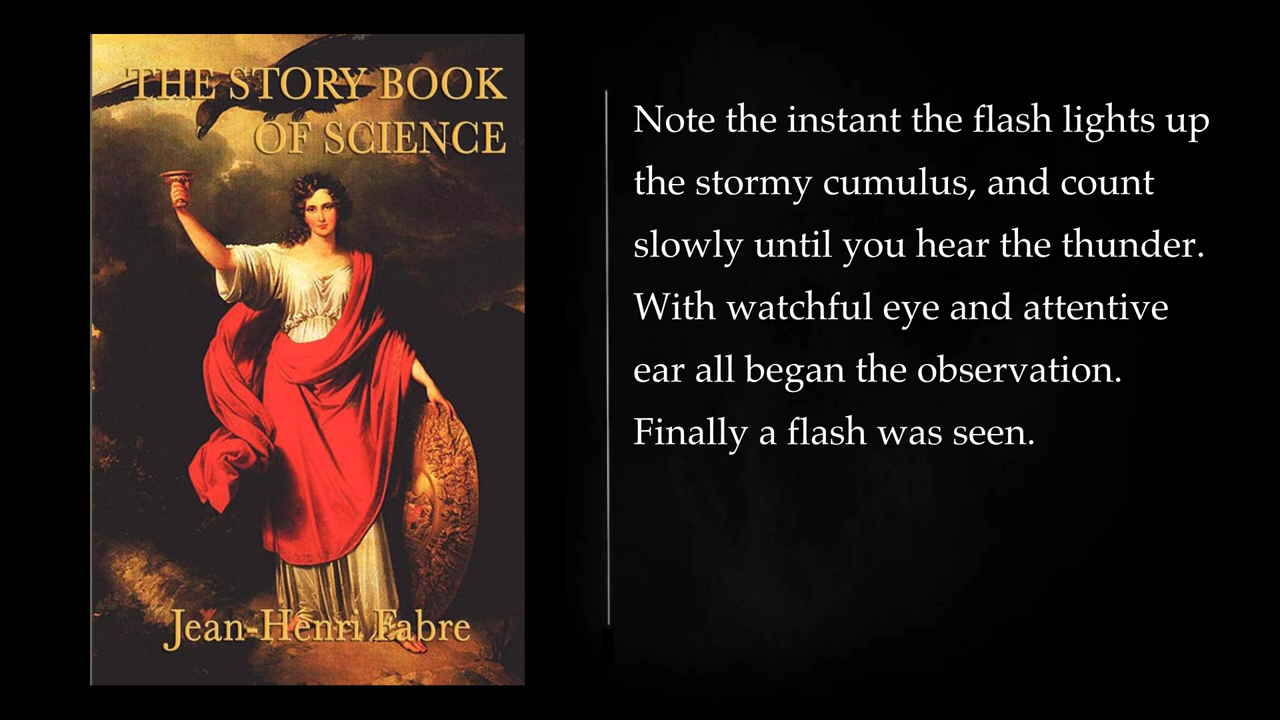 THE STORY BOOK
OF SCIENCE
Jean-Henri Fabre
Note the instant the flash lights up
the stormy cumulus, and count
slowly until you hear the thunder.
With watchful eye and attentive
ear all began the observation.
Finally a flash was seen.